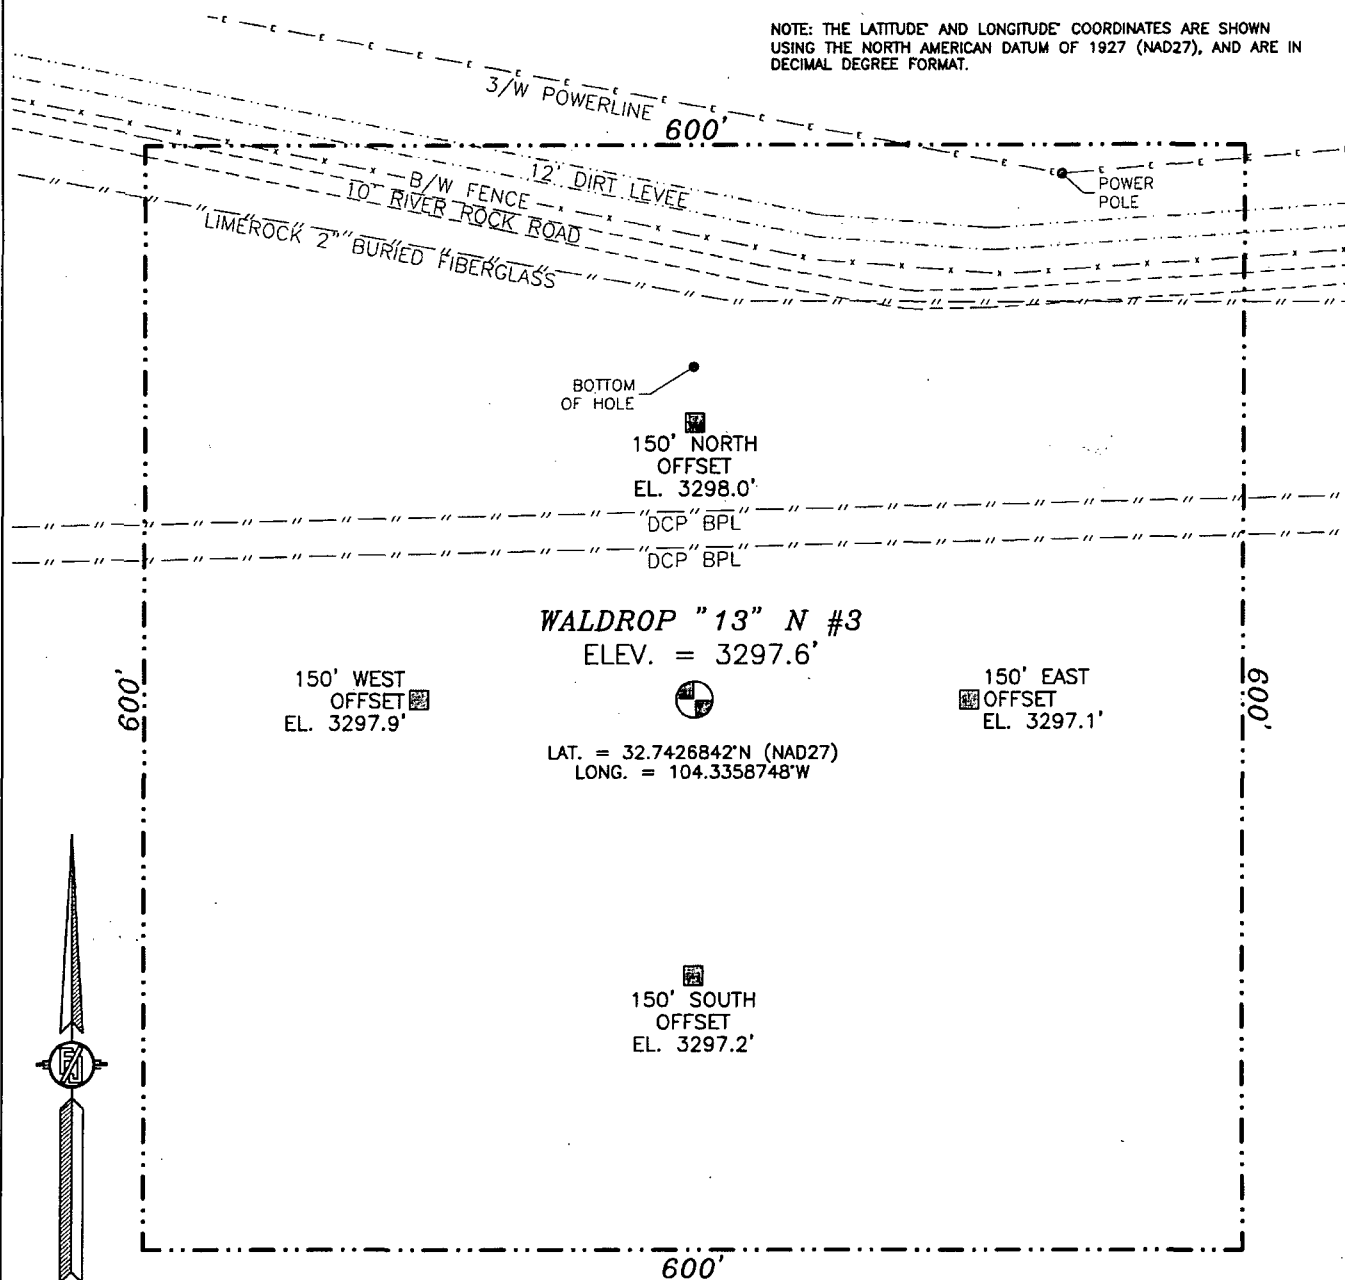 NOTE: THE LATITUDE AND LONGITUDE COORDINATES ARE SHOWN
USING THE NORTH AMERICAN DATUM OF 1927 (NAD27), AND ARE IN
DECIMAL DEGREE FORMAT.
3/W POWERLINE
600'
12' DIRT LEVEE
POWER
POLE
B/W FENCE
10' RIVER ROCK ROAD
LIMEROCK 2" BURIED FIBERGLASS
BOTTOM
OF HOLE
150' NORTH
OFFSET
EL. 3298.0'
DCP BPL
DCP BPL
WALDROP "13" N #3
ELEV. = 3297.6'
600'
150' WEST
OFFSET
EL. 3297.9'
150' EAST
OFFSET
EL. 3297.1'
600'
LAT. = 32.7426842°N (NAD27)
LONG. = 104.3358748°W
150' SOUTH
OFFSET
EL. 3297.2'
600'